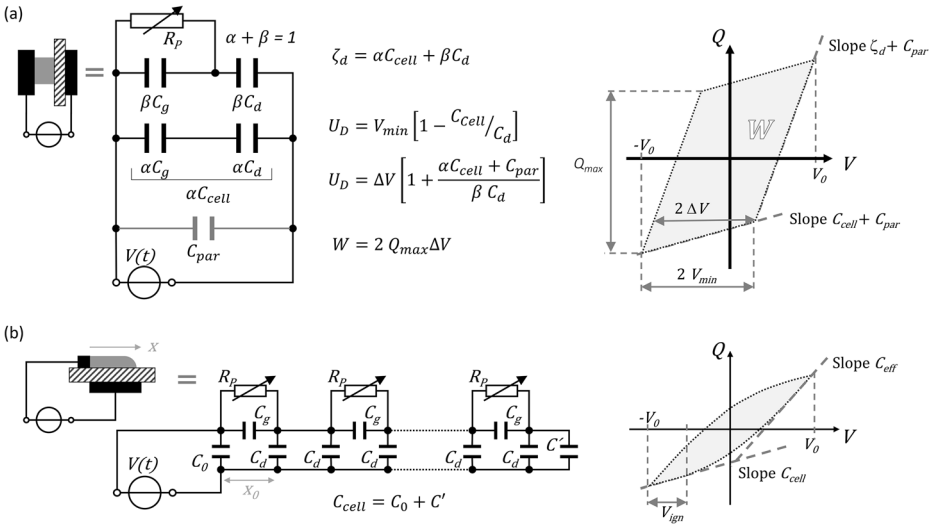 (a)
R_P
α + β = 1
βC_g
βC_d
αC_g
αC_d
αC_cell
C_par
V(t)
ζ_d = αC_cell + βC_d
U_D = V_min [1 − C_Cell/C_d]
U_D = ΔV [1 + (αC_cell + C_par)/(β C_d)]
W = 2 Q_max ΔV
Q
Slope ζ_d + C_par
W
-V_0
V
V_0
Q_max
2 ΔV
Slope C_cell + C_par
2 V_min
(b)
x
V(t)
R_P
R_P
R_P
C_g
C_g
C_g
C_0
C_d
C_d
C_d
C_d
C_d
C'
x_0
C_cell = C_0 + C'
Q
Slope C_eff
-V_0
V
V_0
Slope C_cell
V_ign